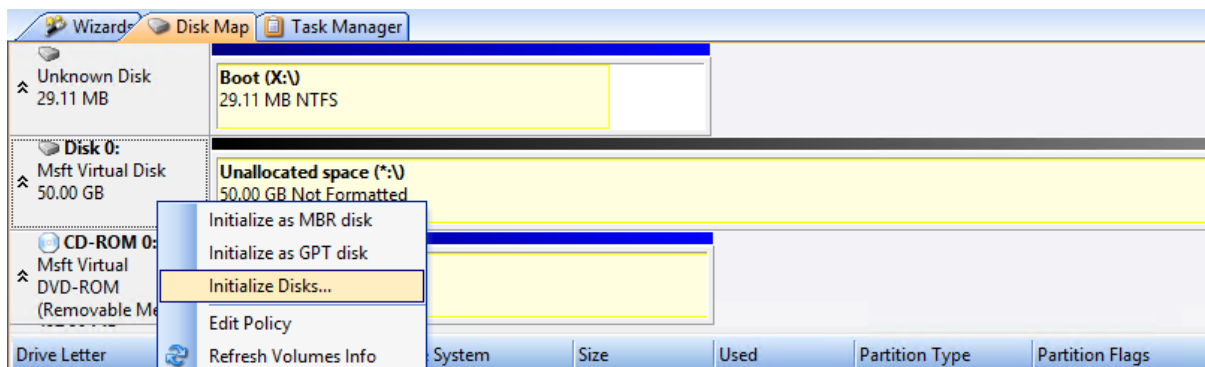 Wizards Disk Map Task Manager
Unknown Disk
29.11 MB
Boot (X:\)
29.11 MB NTFS
Disk 0:
Msft Virtual Disk
50.00 GB
Unallocated space (*:\)
50.00 GB Not Formatted
Initialize as MBR disk
Initialize as GPT disk
Initialize Disks...
Edit Policy
Refresh Volumes Info
CD-ROM 0:
Msft Virtual
DVD-ROM
(Removable Me
Drive Letter System Size Used Partition Type Partition Flags